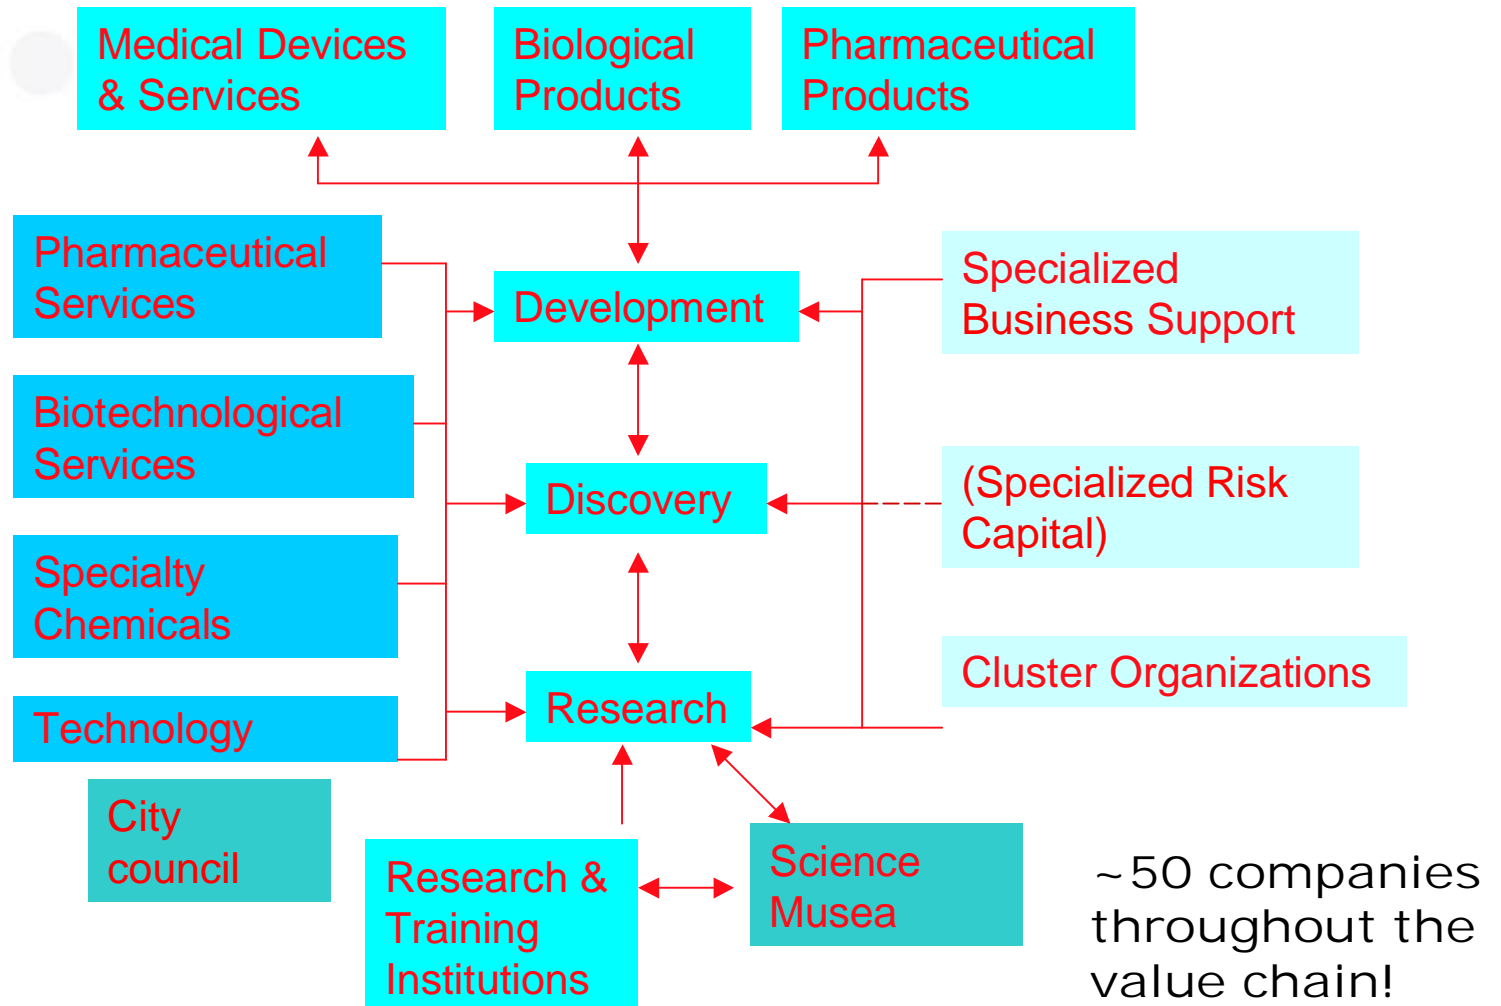 Medical Devices
& Services
Biological
Products
Pharmaceutical
Products
Pharmaceutical
Services
Development
Specialized
Business Support
Biotechnological
Services
Discovery
(Specialized Risk
Capital)
Specialty
Chemicals
Research
Cluster Organizations
Technology
City
council
Research &
Training
Institutions
Science
Musea
~50 companies
throughout the
value chain!